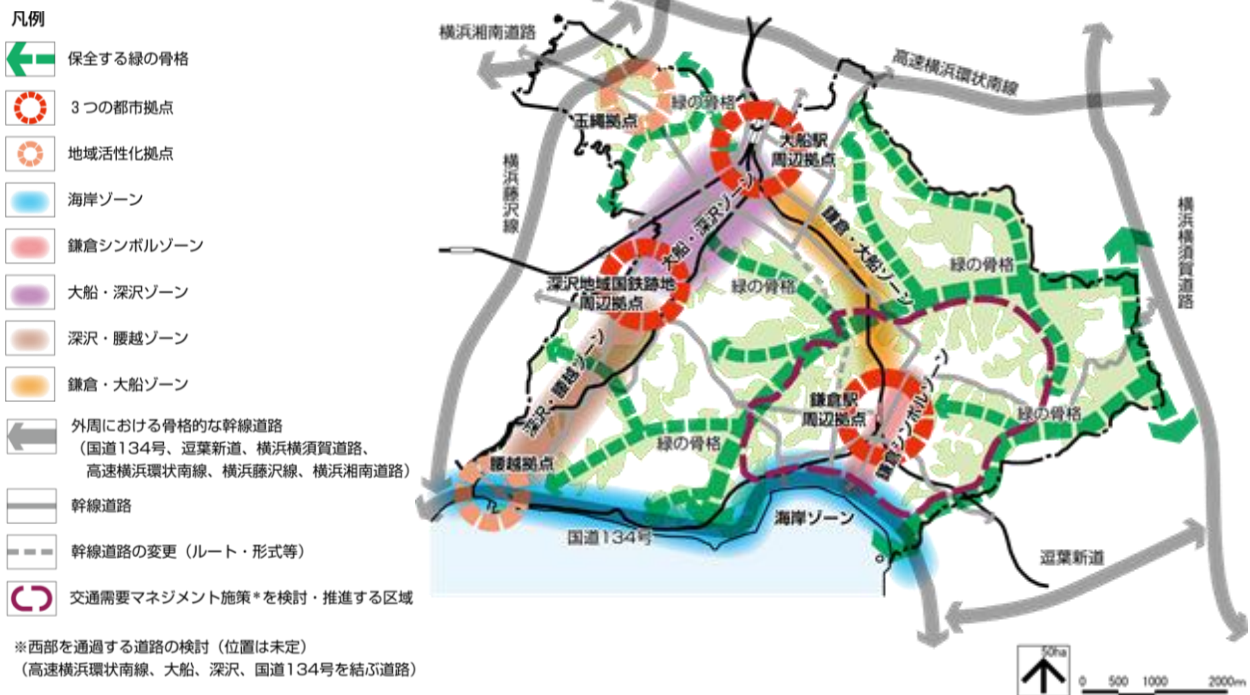 凡例
保全する緑の骨格
3つの都市拠点
地域活性化拠点
海岸ゾーン
鎌倉シンボルゾーン
大船・深沢ゾーン
深沢・腰越ゾーン
鎌倉・大船ゾーン
外周における骨格的な幹線道路
（国道134号、逗葉新道、横浜横須賀道路、
高速横浜環状南線、横浜藤沢線、横浜湘南道路）
幹線道路
幹線道路の変更（ルート・形式等）
交通需要マネジメント施策*を検討・推進する区域
※西部を通過する道路の検討（位置は未定）
（高速横浜環状南線、大船、深沢、国道134号を結ぶ道路）
横浜湘南道路
高速横浜環状南線
緑の骨格
玉縄拠点
大船駅
周辺拠点
横浜藤沢線
横浜横須賀道路
大船・深沢ゾーン
鎌倉・大船ゾーン
緑の骨格
深沢地域国鉄跡地
周辺拠点
緑の骨格
深沢・腰越ゾーン
鎌倉駅
周辺拠点
鎌倉シンボルゾーン
緑の骨格
緑の骨格
腰越拠点
海岸ゾーン
国道134号
逗葉新道
50ha
0 500 1000 2000m